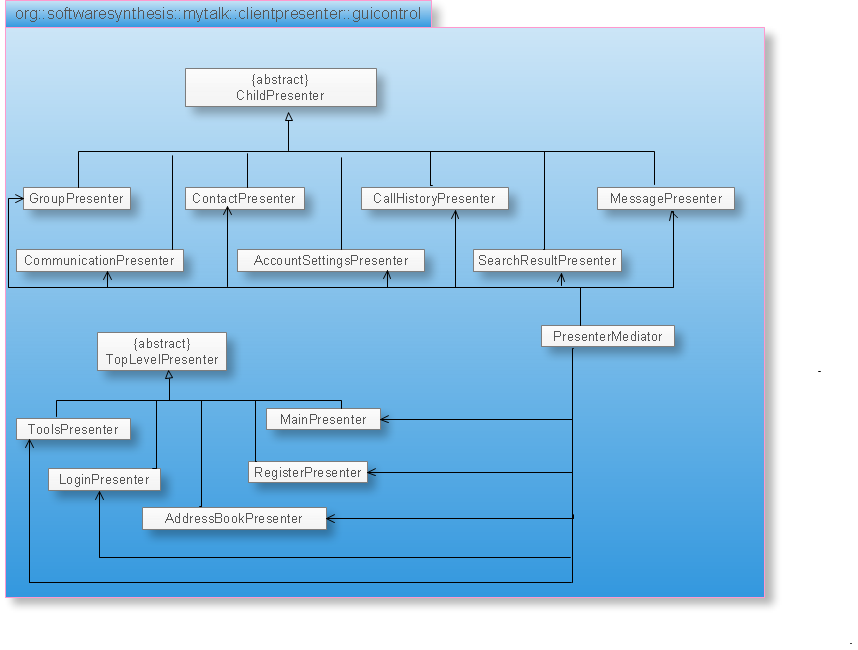 org::softwaresynthesis::mytalk::clientpresenter::guicontrol
{abstract}
ChildPresenter
GroupPresenter
ContactPresenter
CallHistoryPresenter
MessagePresenter
CommunicationPresenter
AccountSettingsPresenter
SearchResultPresenter
PresenterMediator
{abstract}
TopLevelPresenter
MainPresenter
ToolsPresenter
RegisterPresenter
LoginPresenter
AddressBookPresenter